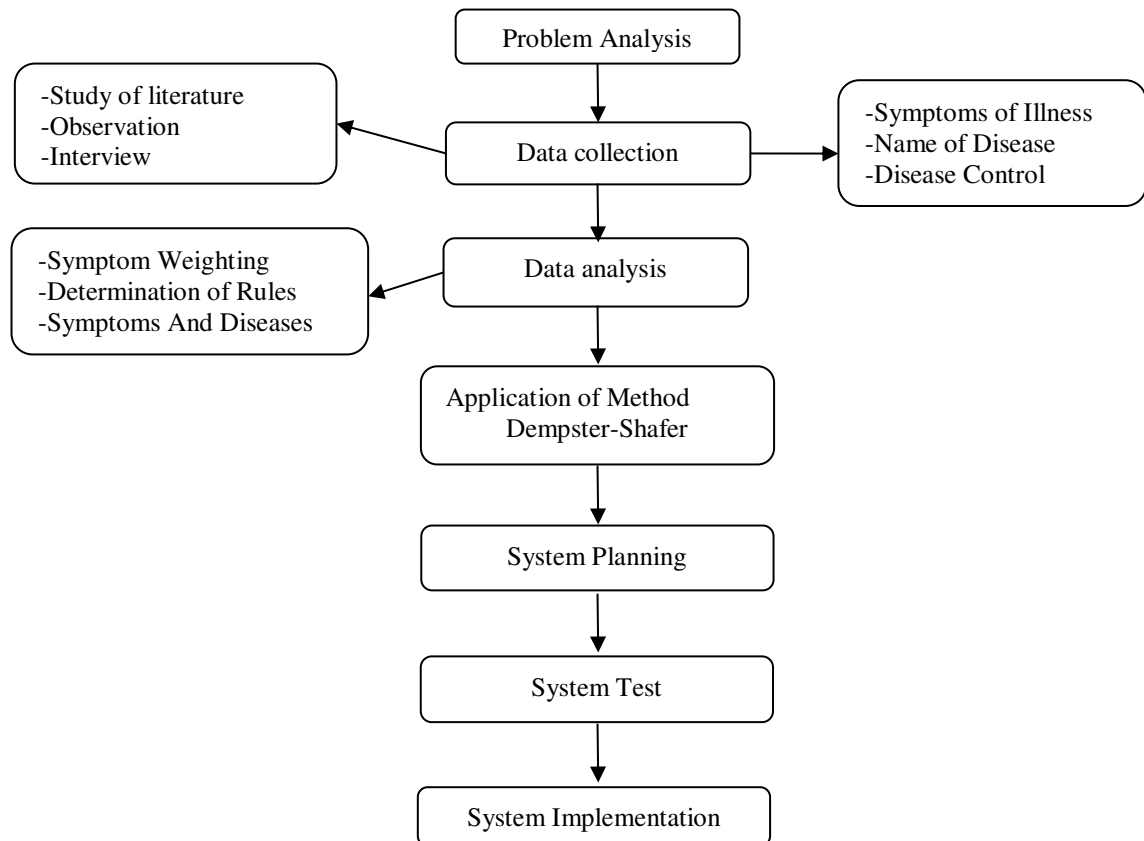 Problem Analysis
-Study of literature
-Observation
-Interview
Data collection
-Symptoms of Illness
-Name of Disease
-Disease Control
-Symptom Weighting
-Determination of Rules
-Symptoms And Diseases
Data analysis
Application of Method
Dempster-Shafer
System Planning
System Test
System Implementation